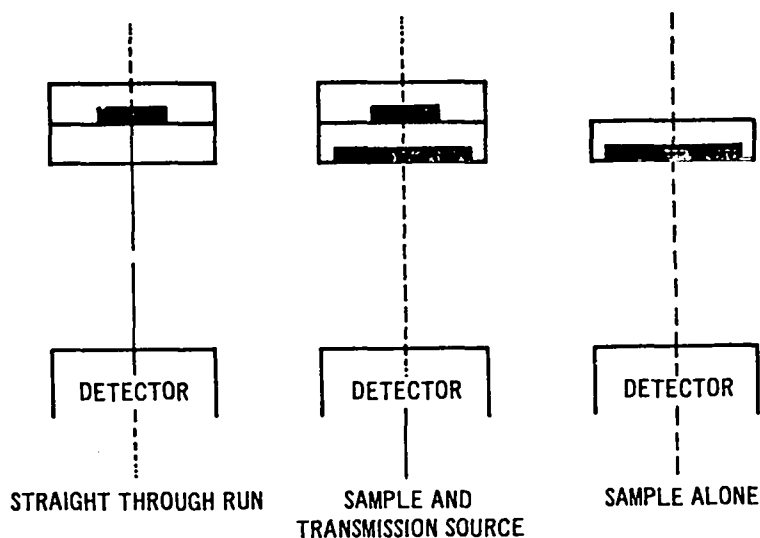 DETECTOR
DETECTOR
DETECTOR
STRAIGHT THROUGH RUN
SAMPLE AND
TRANSMISSION SOURCE
SAMPLE ALONE